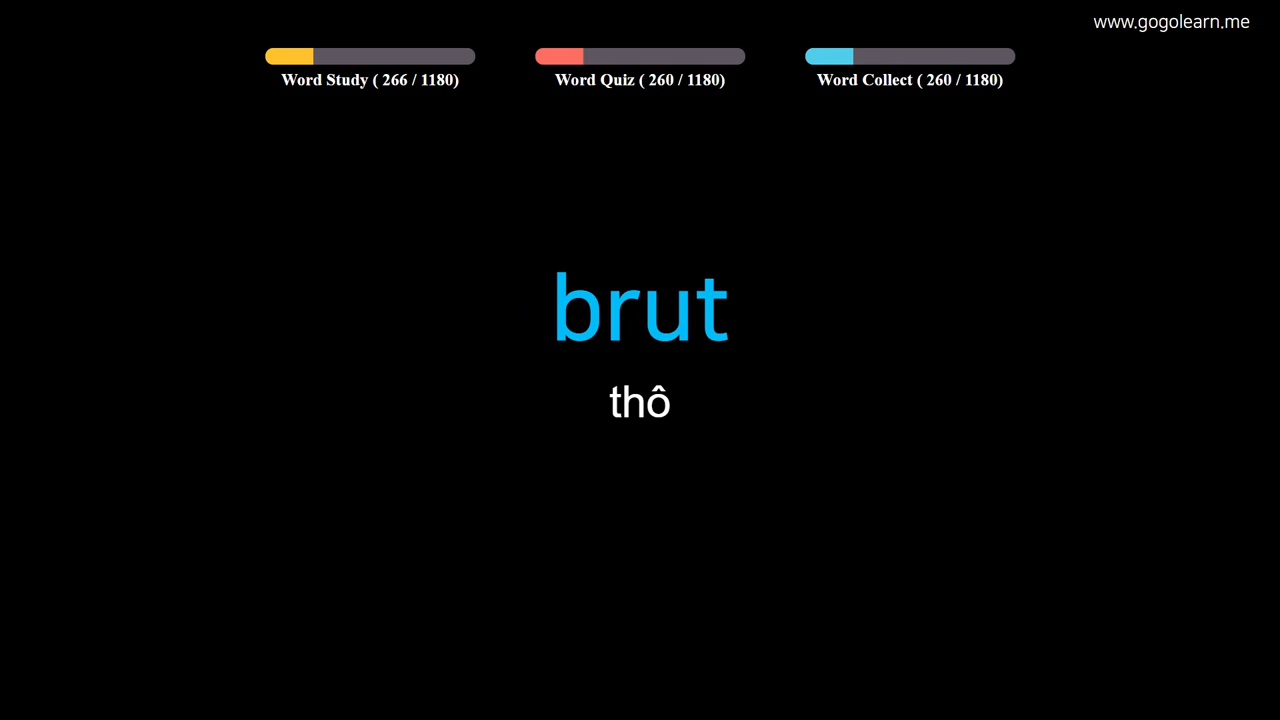 www.gogolearn.me
Word Study ( 266 / 1180)
Word Quiz ( 260 / 1180)
Word Collect ( 260 / 1180)
brut
thô